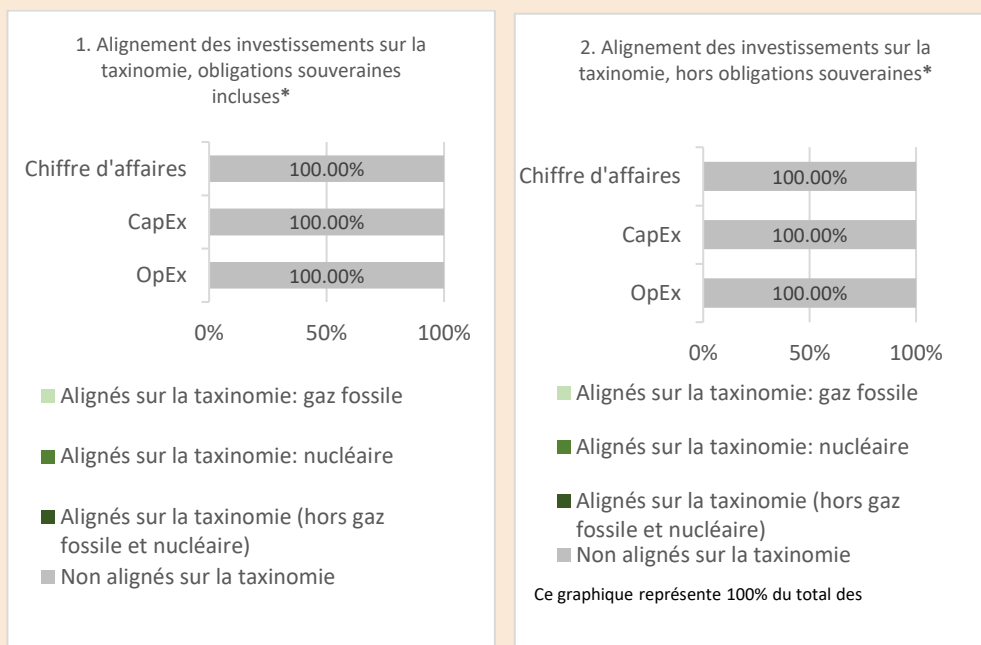 1. Alignement des investissements sur la
taxinomie, obligations souveraines
incluses*
Chiffre d'affaires
100.00%
CapEx
100.00%
OpEx
100.00%
0%
50%
100%
Alignés sur la taxinomie: gaz fossile
Alignés sur la taxinomie: nucléaire
Alignés sur la taxinomie (hors gaz
fossile et nucléaire)
Non alignés sur la taxinomie
2. Alignement des investissements sur la
taxinomie, hors obligations souveraines*
Chiffre d'affaires
100.00%
CapEx
100.00%
OpEx
100.00%
0%
50%
100%
Alignés sur la taxinomie: gaz fossile
Alignés sur la taxinomie: nucléaire
Alignés sur la taxinomie (hors gaz
fossile et nucléaire)
Non alignés sur la taxinomie
Ce graphique représente 100% du total des